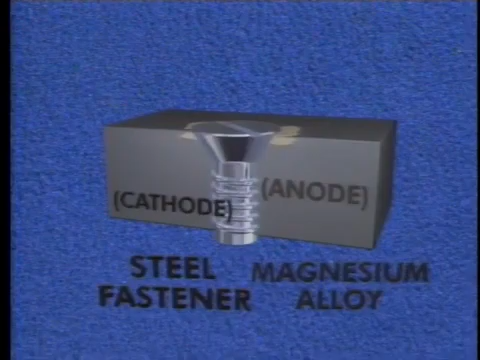 (CATHODE)
(ANODE)
STEEL
FASTENER
MAGNESIUM
ALLOY